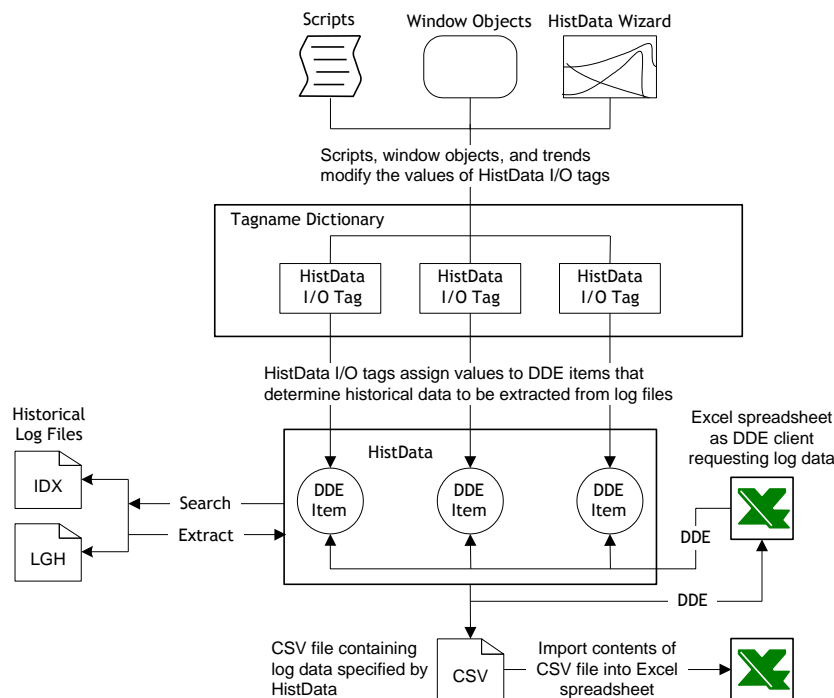 Scripts
Window Objects
HistData Wizard
Scripts, window objects, and trends
modify the values of HistData I/O tags
Tagname Dictionary
HistData
I/O Tag
HistData
I/O Tag
HistData
I/O Tag
HistData I/O tags assign values to DDE items that
determine historical data to be extracted from log files
Historical
Log Files
Excel spreadsheet
as DDE client
requesting log data
HistData
IDX
LGH
Search
Extract
DDE
Item
DDE
Item
DDE
Item
DDE
DDE
CSV file containing
log data specified by
HistData
CSV
Import contents of
CSV file into Excel
spreadsheet